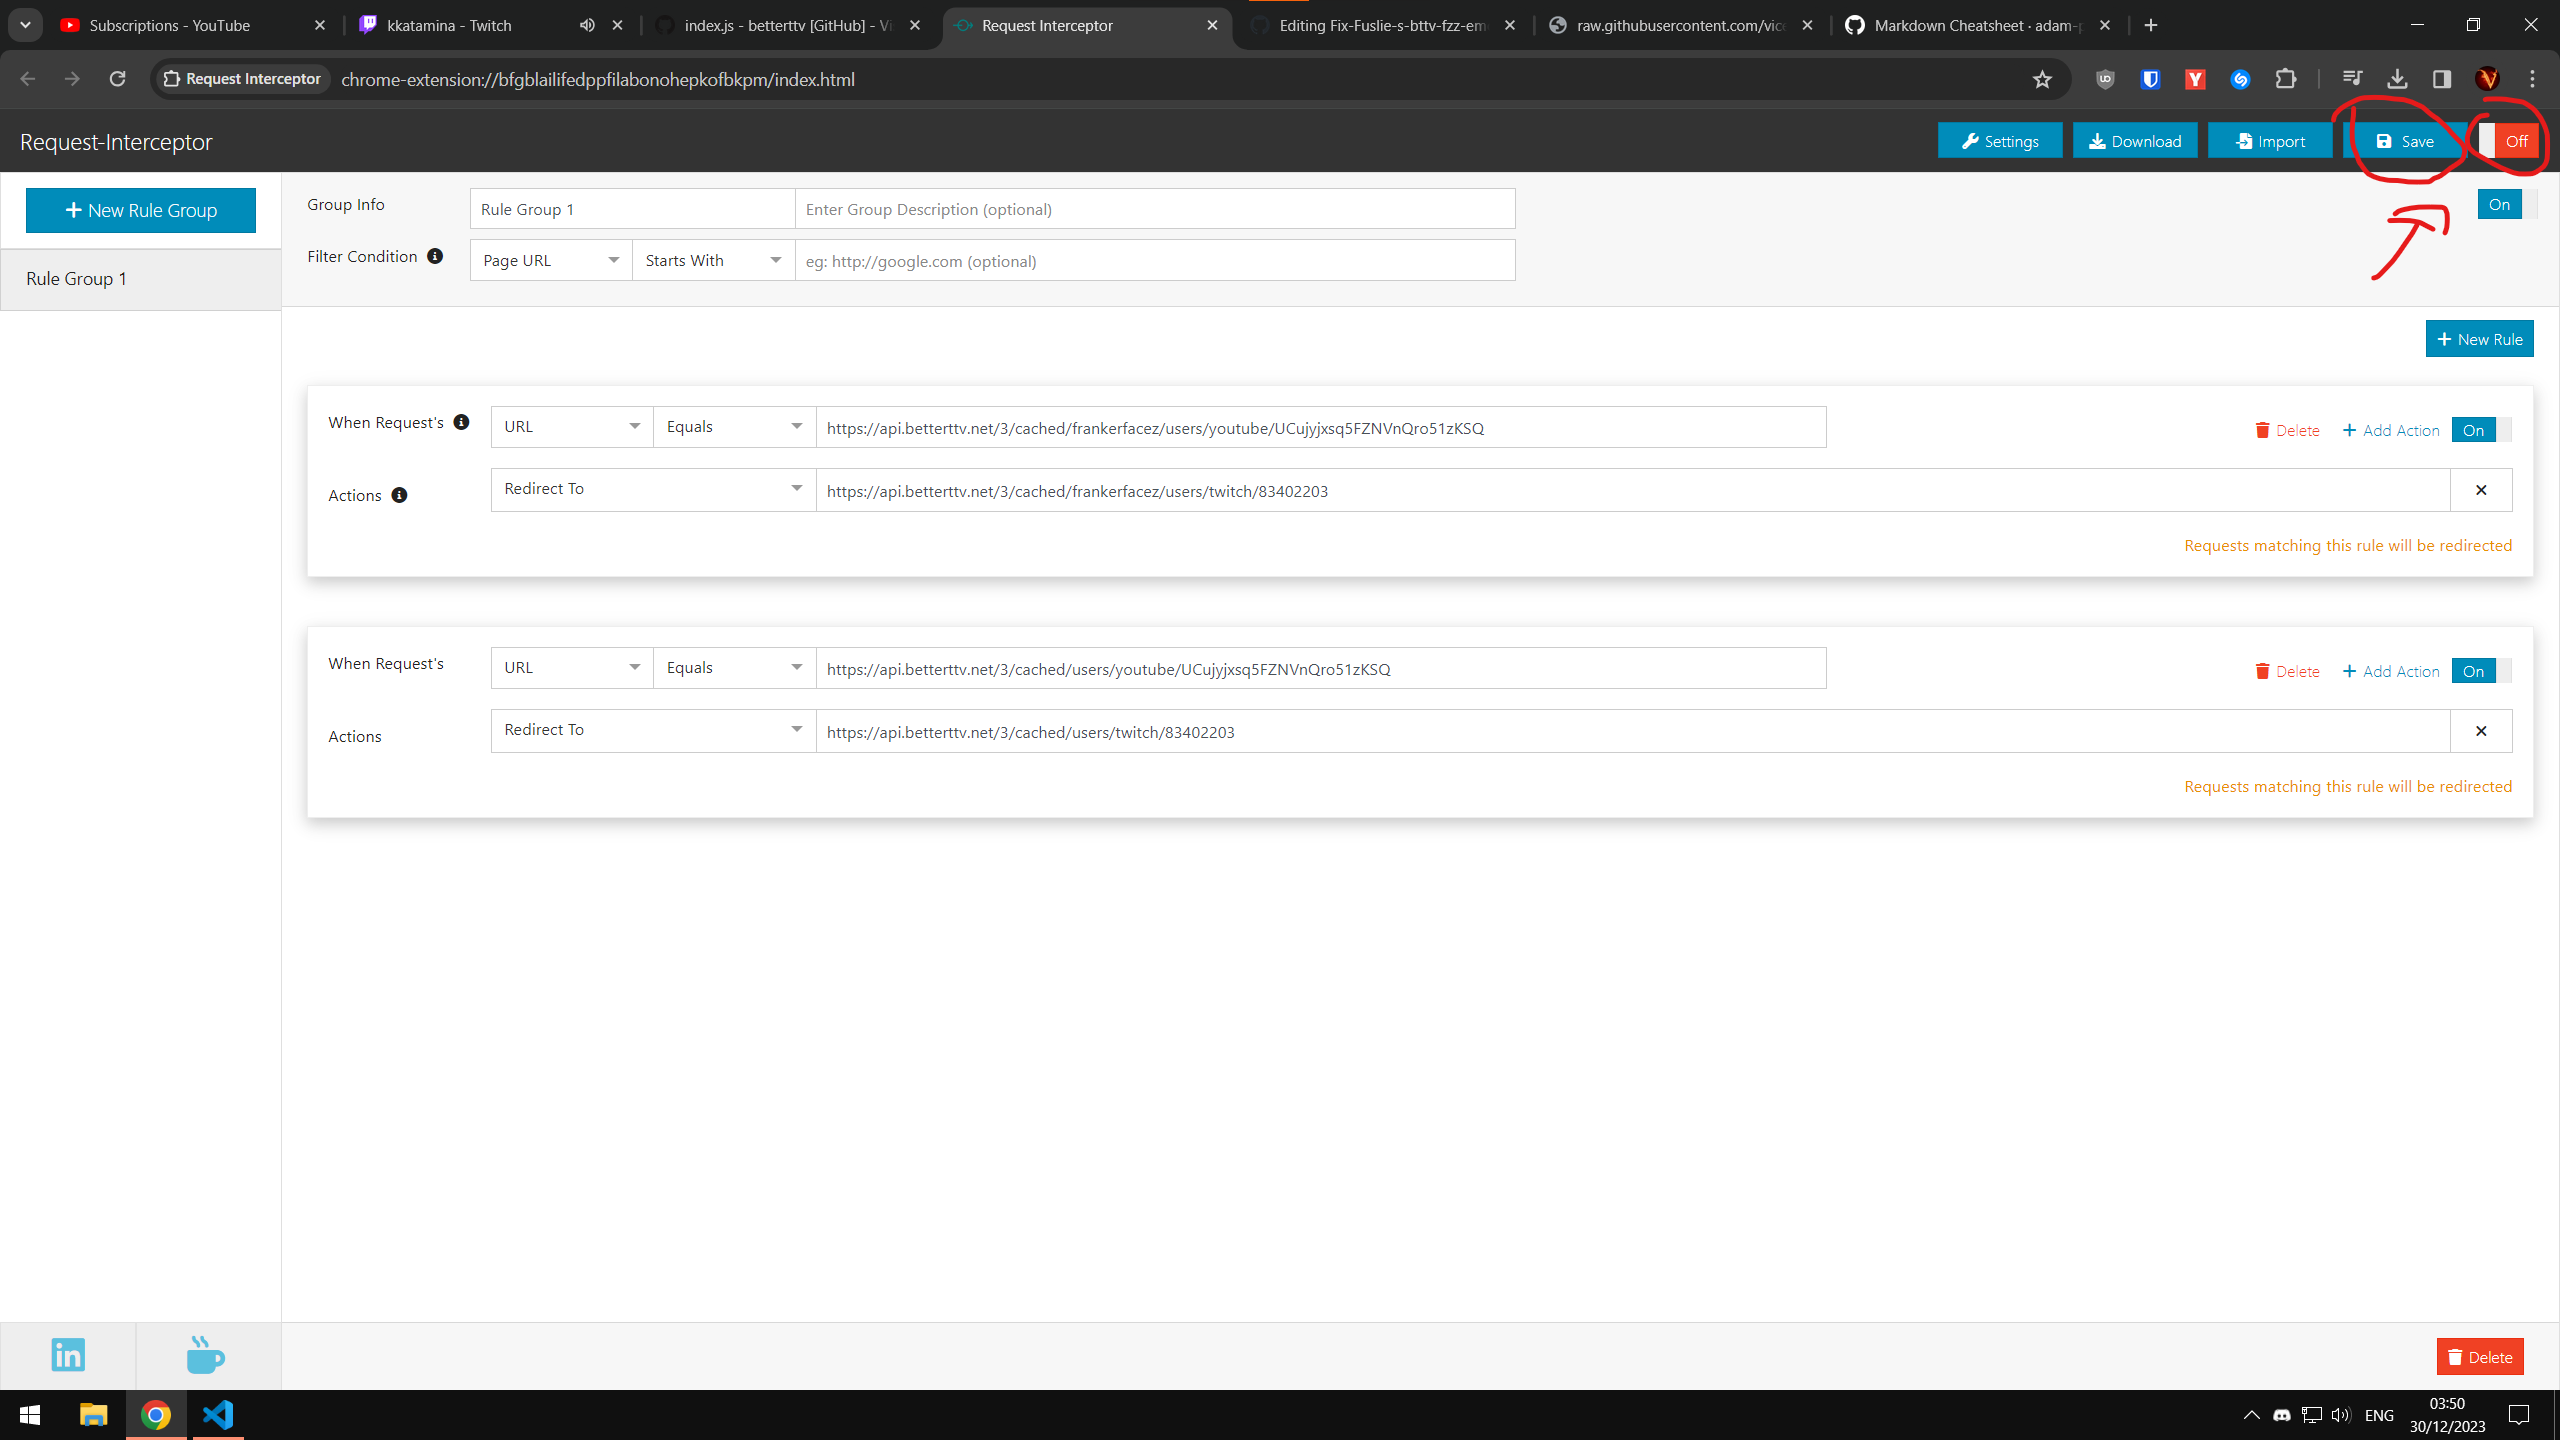 Subscriptions - YouTube
kkatamina - Twitch
index.js - betterttv [GitHub] - Vi
Request Interceptor
Editing Fix-Fuslie-s-bttv-fzz-em
raw.githubusercontent.com/vice
Markdown Cheatsheet · adam-p
Request Interceptor
chrome-extension://bfgblailifedppfilabonohepkofbkpm/index.html
Request-Interceptor
Settings
Download
Import
Save
Off
New Rule Group
Group Info
Rule Group 1
Enter Group Description (optional)
On
Filter Condition
Page URL
Starts With
eg: http://google.com (optional)
Rule Group 1
New Rule
When Request's
URL
Equals
https://api.betterttv.net/3/cached/frankerfacez/users/youtube/UCujyjxsq5FZNVnQro51zKSQ
Delete
Add Action
On
Actions
Redirect To
https://api.betterttv.net/3/cached/frankerfacez/users/twitch/83402203
Requests matching this rule will be redirected
When Request's
URL
Equals
https://api.betterttv.net/3/cached/users/youtube/UCujyjxsq5FZNVnQro51zKSQ
Delete
Add Action
On
Actions
Redirect To
https://api.betterttv.net/3/cached/users/twitch/83402203
Requests matching this rule will be redirected
Delete
ENG
03:50
30/12/2023